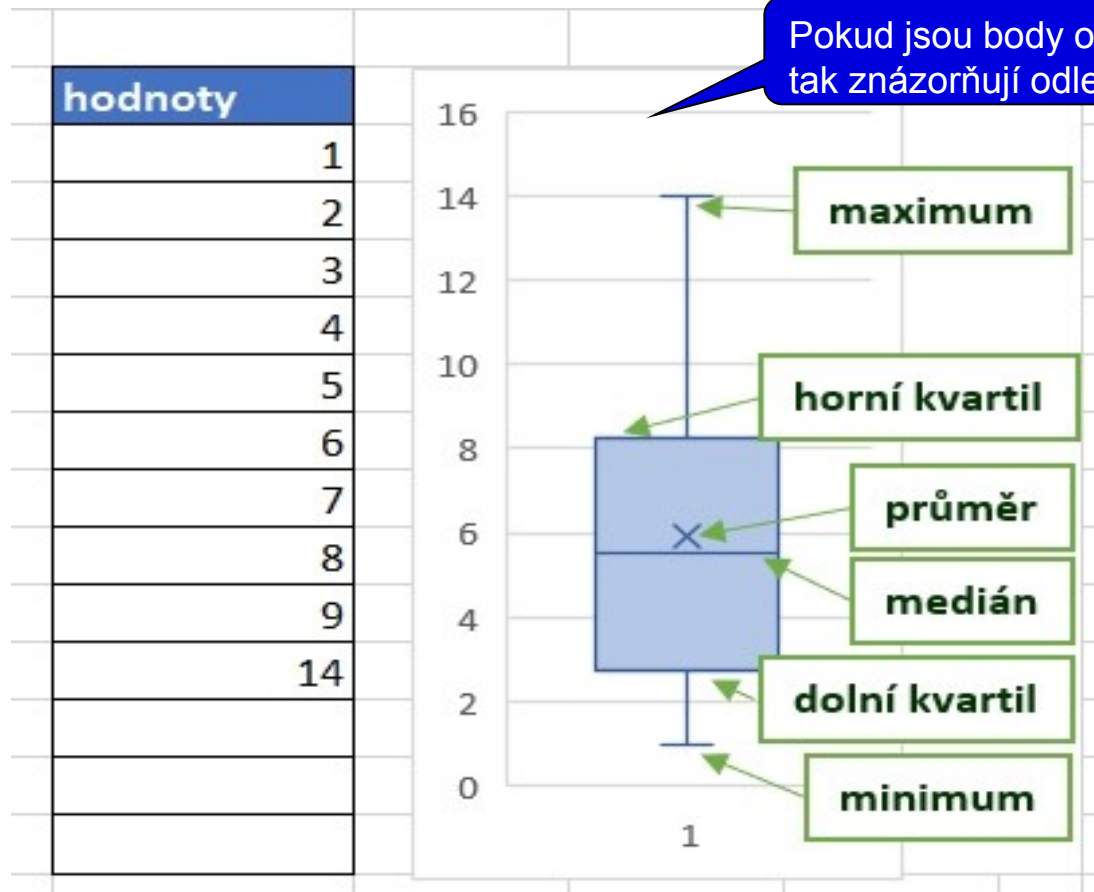 Pokud jsou body
tak znázorňují
hodnoty
1
2
3
4
5
6
7
8
9
14
16
14
12
10
8
6
4
2
0
1
maximum
horní kvartil
průměr
medián
dolní kvartil
minimum